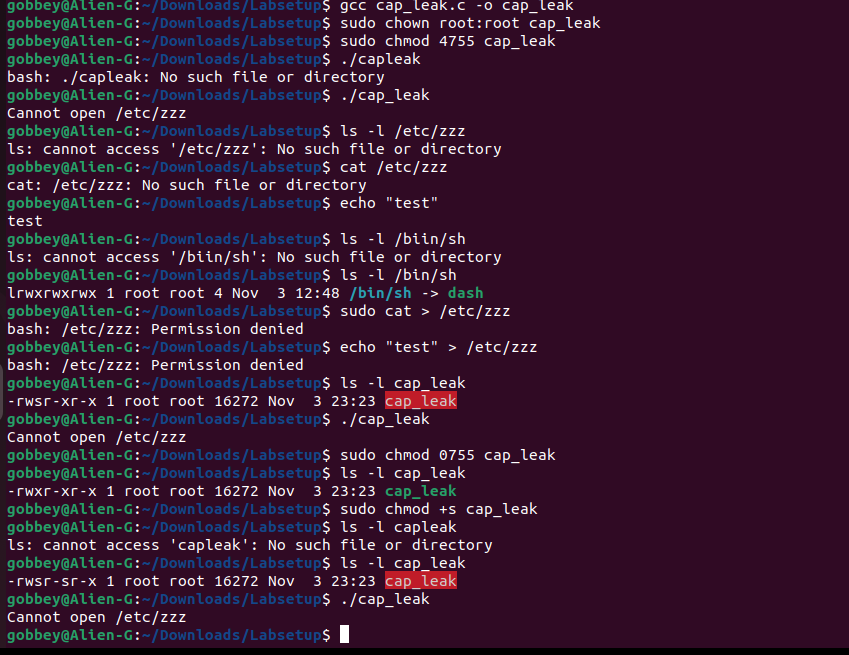 gobbey@Alien-G:~/Downloads/Labsetup$ gcc cap_leak.c -o cap_leak
gobbey@Alien-G:~/Downloads/Labsetup$ sudo chown root:root cap_leak
gobbey@Alien-G:~/Downloads/Labsetup$ sudo chmod 4755 cap_leak
gobbey@Alien-G:~/Downloads/Labsetup$ ./capleak
bash: ./capleak: No such file or directory
gobbey@Alien-G:~/Downloads/Labsetup$ ./cap_leak
Cannot open /etc/zzz
gobbey@Alien-G:~/Downloads/Labsetup$ ls -l /etc/zzz
ls: cannot access '/etc/zzz': No such file or directory
gobbey@Alien-G:~/Downloads/Labsetup$ cat /etc/zzz
cat: /etc/zzz: No such file or directory
gobbey@Alien-G:~/Downloads/Labsetup$ echo "test"
test
gobbey@Alien-G:~/Downloads/Labsetup$ ls -l /biin/sh
ls: cannot access '/biin/sh': No such file or directory
gobbey@Alien-G:~/Downloads/Labsetup$ ls -l /bin/sh
lrwxrwxrwx 1 root root 4 Nov  3 12:48 /bin/sh -> dash
gobbey@Alien-G:~/Downloads/Labsetup$ sudo cat > /etc/zzz
bash: /etc/zzz: Permission denied
gobbey@Alien-G:~/Downloads/Labsetup$ echo "test" > /etc/zzz
bash: /etc/zzz: Permission denied
gobbey@Alien-G:~/Downloads/Labsetup$ ls -l cap_leak
-rwsr-xr-x 1 root root 16272 Nov  3 23:23 cap_leak
gobbey@Alien-G:~/Downloads/Labsetup$ ./cap_leak
Cannot open /etc/zzz
gobbey@Alien-G:~/Downloads/Labsetup$ sudo chmod 0755 cap_leak
gobbey@Alien-G:~/Downloads/Labsetup$ ls -l cap_leak
-rwxr-xr-x 1 root root 16272 Nov  3 23:23 cap_leak
gobbey@Alien-G:~/Downloads/Labsetup$ sudo chmod +s cap_leak
gobbey@Alien-G:~/Downloads/Labsetup$ ls -l capleak
ls: cannot access 'capleak': No such file or directory
gobbey@Alien-G:~/Downloads/Labsetup$ ls -l cap_leak
-rwsr-sr-x 1 root root 16272 Nov  3 23:23 cap_leak
gobbey@Alien-G:~/Downloads/Labsetup$ ./cap_leak
Cannot open /etc/zzz
gobbey@Alien-G:~/Downloads/Labsetup$